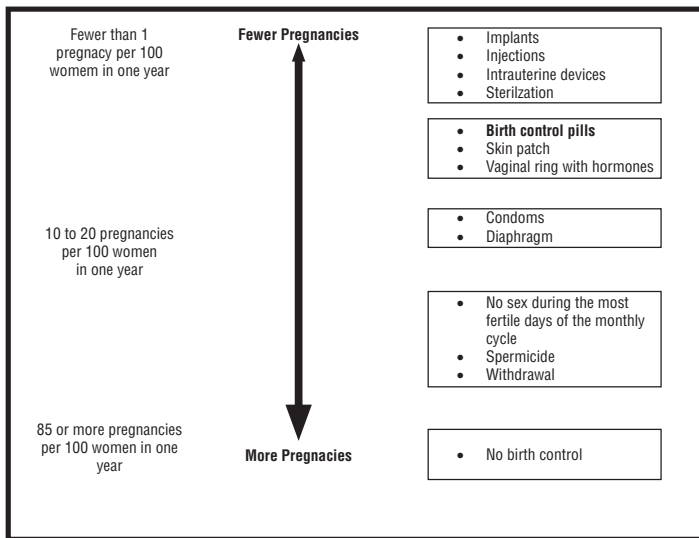 Fewer than 1
pregnacy per 100
womem in one year
Fewer Pregnancies
• Implants
• Injections
• Intrauterine devices
• Sterilzation
• Birth control pills
• Skin patch
• Vaginal ring with hormones
10 to 20 pregnancies
per 100 women
in one year
• Condoms
• Diaphragm
• No sex during the most
fertile days of the monthly
cycle
• Spermicide
• Withdrawal
85 or more pregnancies
per 100 women in one
year
More Pregnacies
• No birth control